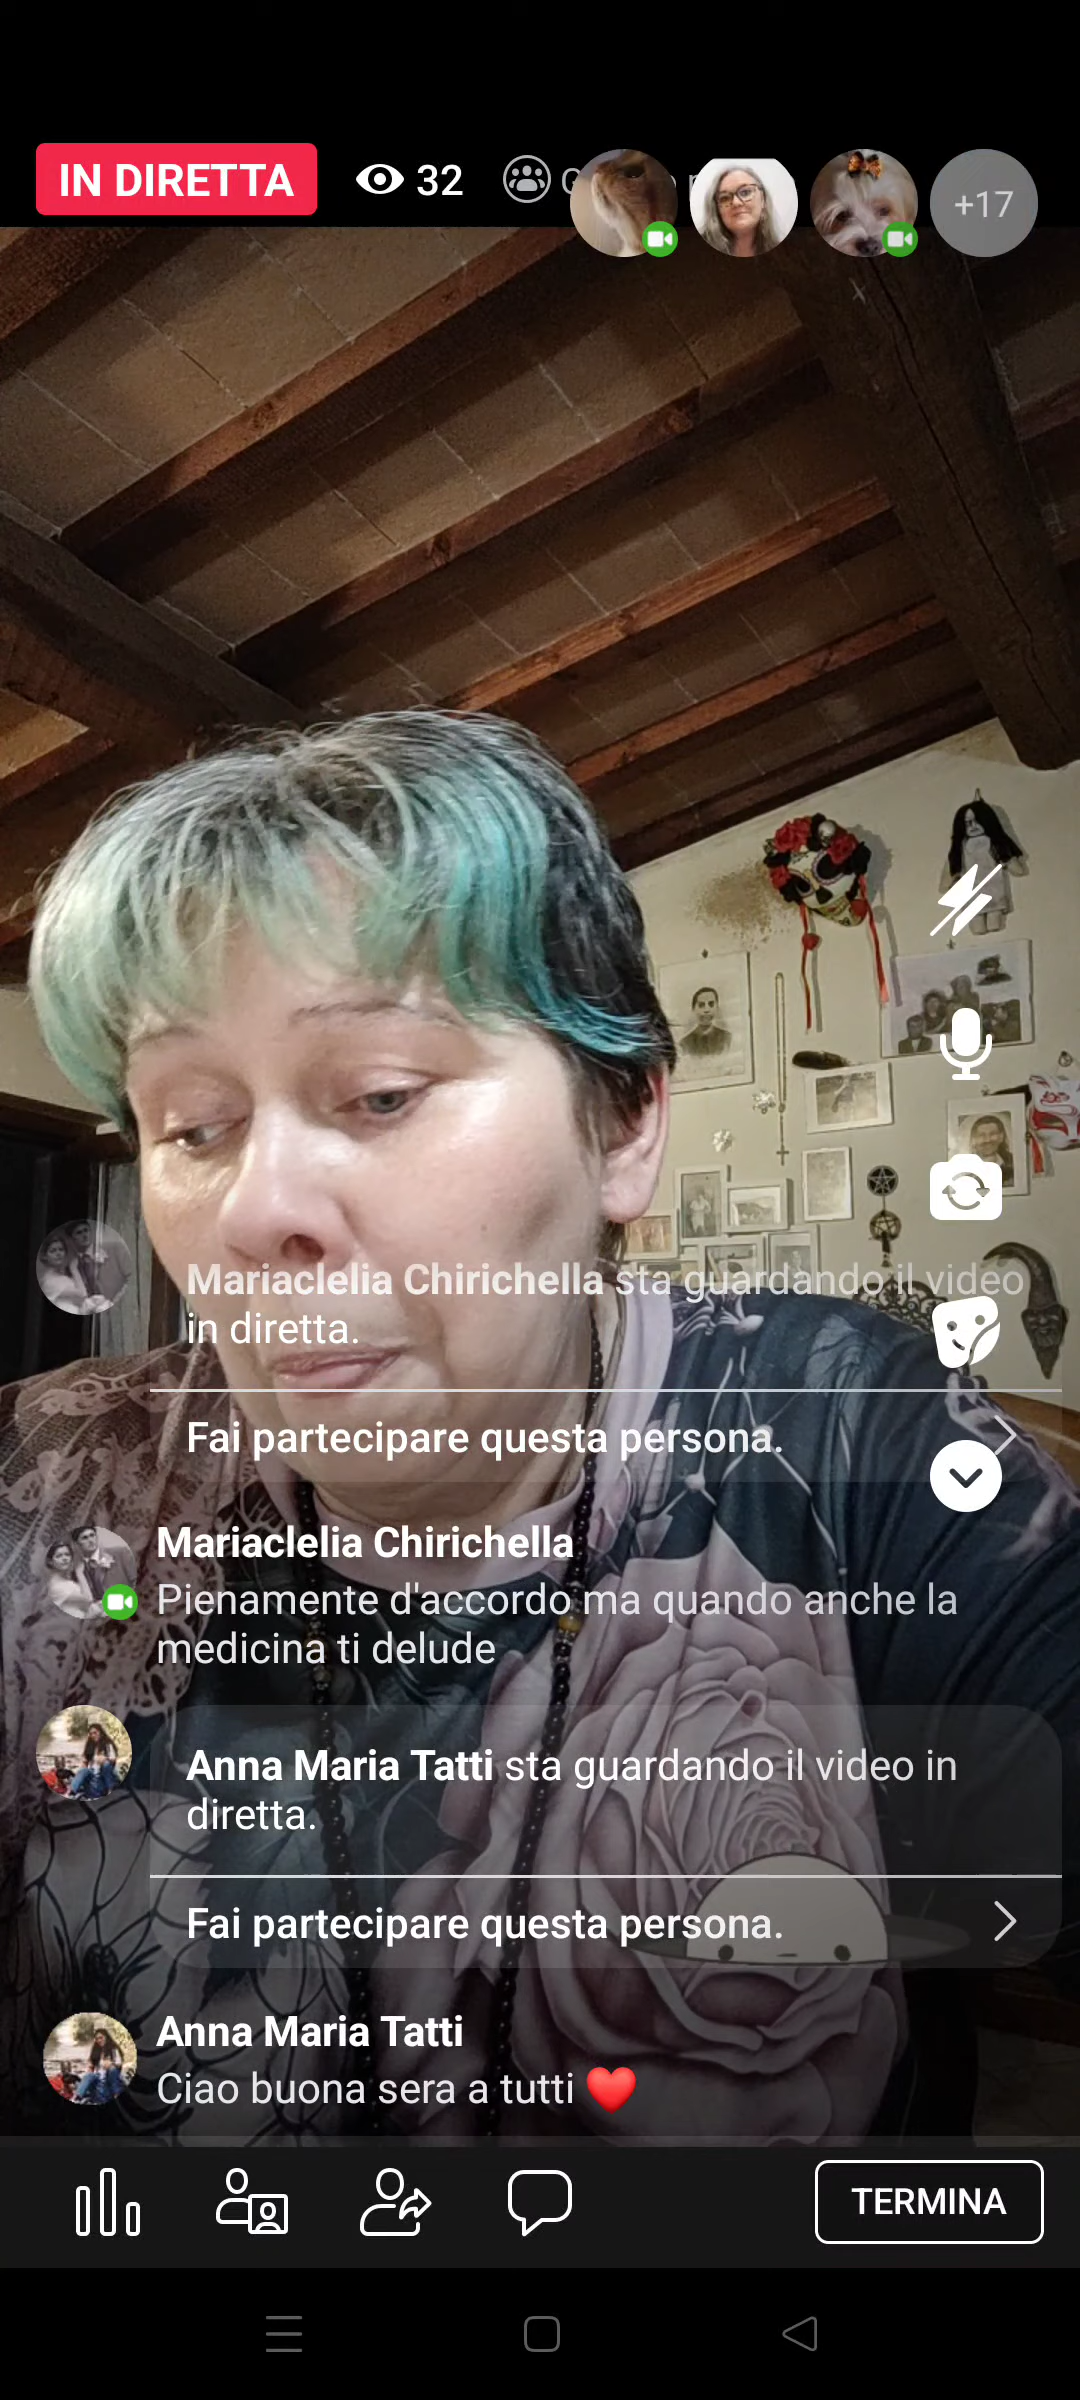 IN DIRETTA
32
+17
Mariaclelia Chirichella sta guardando il video
in diretta.
Fai partecipare questa persona.
Mariaclelia Chirichella
Pienamente d'accordo ma quando anche la
medicina ti delude
Anna Maria Tatti sta guardando il video in
diretta.
Fai partecipare questa persona.
Anna Maria Tatti
Ciao buona sera a tutti ❤️
TERMINA